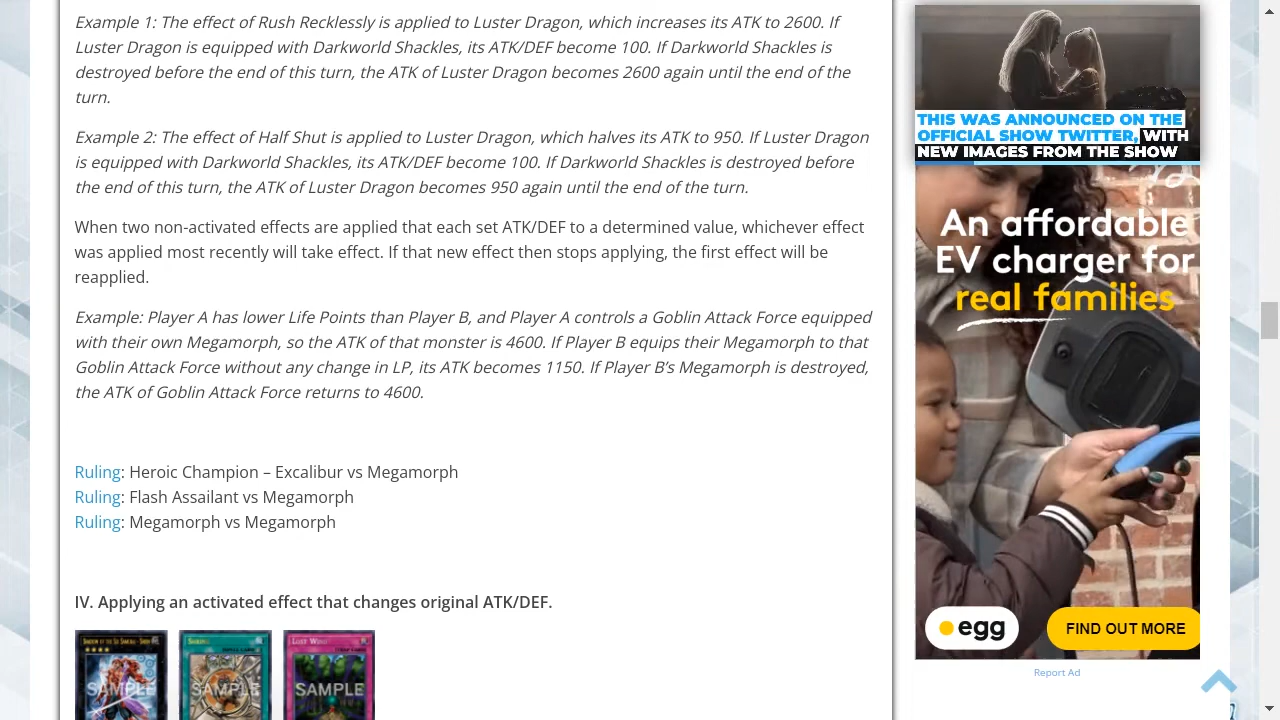 Example 1: The effect of Rush Recklessly is applied to Luster Dragon, which increases its ATK to 2600. If
Luster Dragon is equipped with Darkworld Shackles, its ATK/DEF become 100. If Darkworld Shackles is
destroyed before the end of this turn, the ATK of Luster Dragon becomes 2600 again until the end of the
turn.
Example 2: The effect of Half Shut is applied to Luster Dragon, which halves its ATK to 950. If Luster Dragon
is equipped with Darkworld Shackles, its ATK/DEF become 100. If Darkworld Shackles is destroyed before
the end of this turn, the ATK of Luster Dragon becomes 950 again until the end of the turn.
When two non-activated effects are applied that each set ATK/DEF to a determined value, whichever effect
was applied most recently will take effect. If that new effect then stops applying, the first effect will be
reapplied.
Example: Player A has lower Life Points than Player B, and Player A controls a Goblin Attack Force equipped
with their own Megamorph, so the ATK of that monster is 4600. If Player B equips their Megamorph to that
Goblin Attack Force without any change in LP, its ATK becomes 1150. If Player B's Megamorph is destroyed,
the ATK of Goblin Attack Force returns to 4600.
Ruling: Heroic Champion – Excalibur vs Megamorph
Ruling: Flash Assailant vs Megamorph
Ruling: Megamorph vs Megamorph
IV. Applying an activated effect that changes original ATK/DEF.
SAMPLE
SAMPLE
SAMPLE
THIS WAS ANNOUNCED ON THE
OFFICIAL SHOW TWITTER, WITH
NEW IMAGES FROM THE SHOW
An affordable
EV charger for
real families
egg
FIND OUT MORE
Report Ad